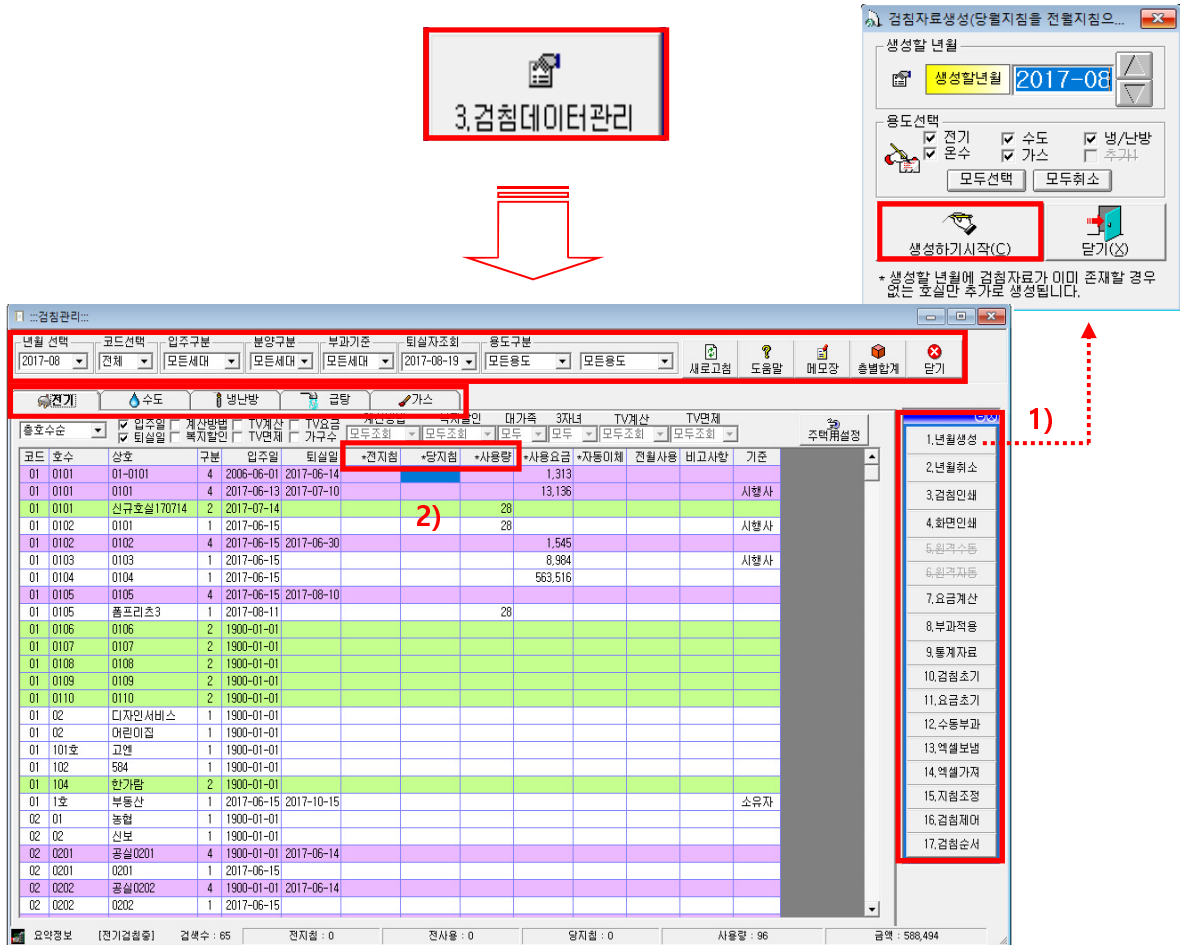 3.검침데이터관리
검침자료생성(당월지침을 전월지침으...
생성할 년월
생성할년월 2017-08
용도선택
전기 수도 냉/난방
온수 가스 추가1
모두선택 모두취소
생성하기시작(C) 닫기(X)
* 생성할 년월에 검침자료가 이미 존재할 경우
없는 호실만 추가로 생성됩니다.
:::검침관리:::
년월 선택 코드선택 입주구분 분양구분 부과기준 퇴실자조회 용도구분
2017-08 전체 모든세대 모든세대 모든세대 2017-08-19 모든용도 모든용도
새로고침 도움말 메모장 층별합계 닫기
전기 수도 냉난방 급탕 가스
층호수순 입주일 계산방법 TV계산 TV요금
퇴실일 복지할인 TV면제 가구수
계산방법 복지할인 대가족 3자녀 TV계산 TV면제
모두조회 모두조회 모두 모두 모두조회 모두조회
주택용설정
코드 호수 상호 구분 입주일 퇴실일 *전지침 *당지침 *사용량 *사용요금 *자동이체 전월사용 비고사항 기준
01 0101 01-0101 4 2006-06-01 2017-06-14 1,313
01 0101 0101 4 2017-06-13 2017-07-10 13,136 시행사
01 0101 신규호실170714 2 2017-07-14 28
01 0102 0101 1 2017-06-15 28 시행사
01 0102 0102 4 2017-06-15 2017-06-30 1,545
01 0103 0103 1 2017-06-15 8,984 시행사
01 0104 0104 1 2017-06-15 563,516
01 0105 0105 4 2017-06-15 2017-08-10
01 0105 폼프리츠3 1 2017-08-11 28
01 0106 0106 2 1900-01-01
01 0107 0107 2 1900-01-01
01 0108 0108 2 1900-01-01
01 0109 0109 2 1900-01-01
01 0110 0110 2 1900-01-01
01 02 디자인서비스 1 1900-01-01
01 02 어린이집 1 1900-01-01
01 101호 고엔 1 1900-01-01
01 102 584 1 1900-01-01
01 104 한가람 2 1900-01-01
01 1호 부동산 1 2017-06-15 2017-10-15 소유자
02 01 농협 1 1900-01-01
02 02 신보 1 1900-01-01
02 0201 공실0201 4 1900-01-01 2017-06-14
02 0201 0201 1 2017-06-15
02 0202 공실0202 4 1900-01-01 2017-06-14
02 0202 0202 1 2017-06-15
2)
1)
1.년월생성
2.년월취소
3.검침인쇄
4.화면인쇄
5.원격수동
6.원격자동
7.요금계산
8.부과적용
9.통계자료
10.검침초기
11.요금초기
12.수동부과
13.엑셀보냄
14.엑셀가져
15.지침조정
16.검침제어
17.검침순서
요약정보 [전기검침중] 검색수 : 65 전지침 : 0 전사용 : 0 당지침 : 0 사용량 : 96 금액 : 588,494